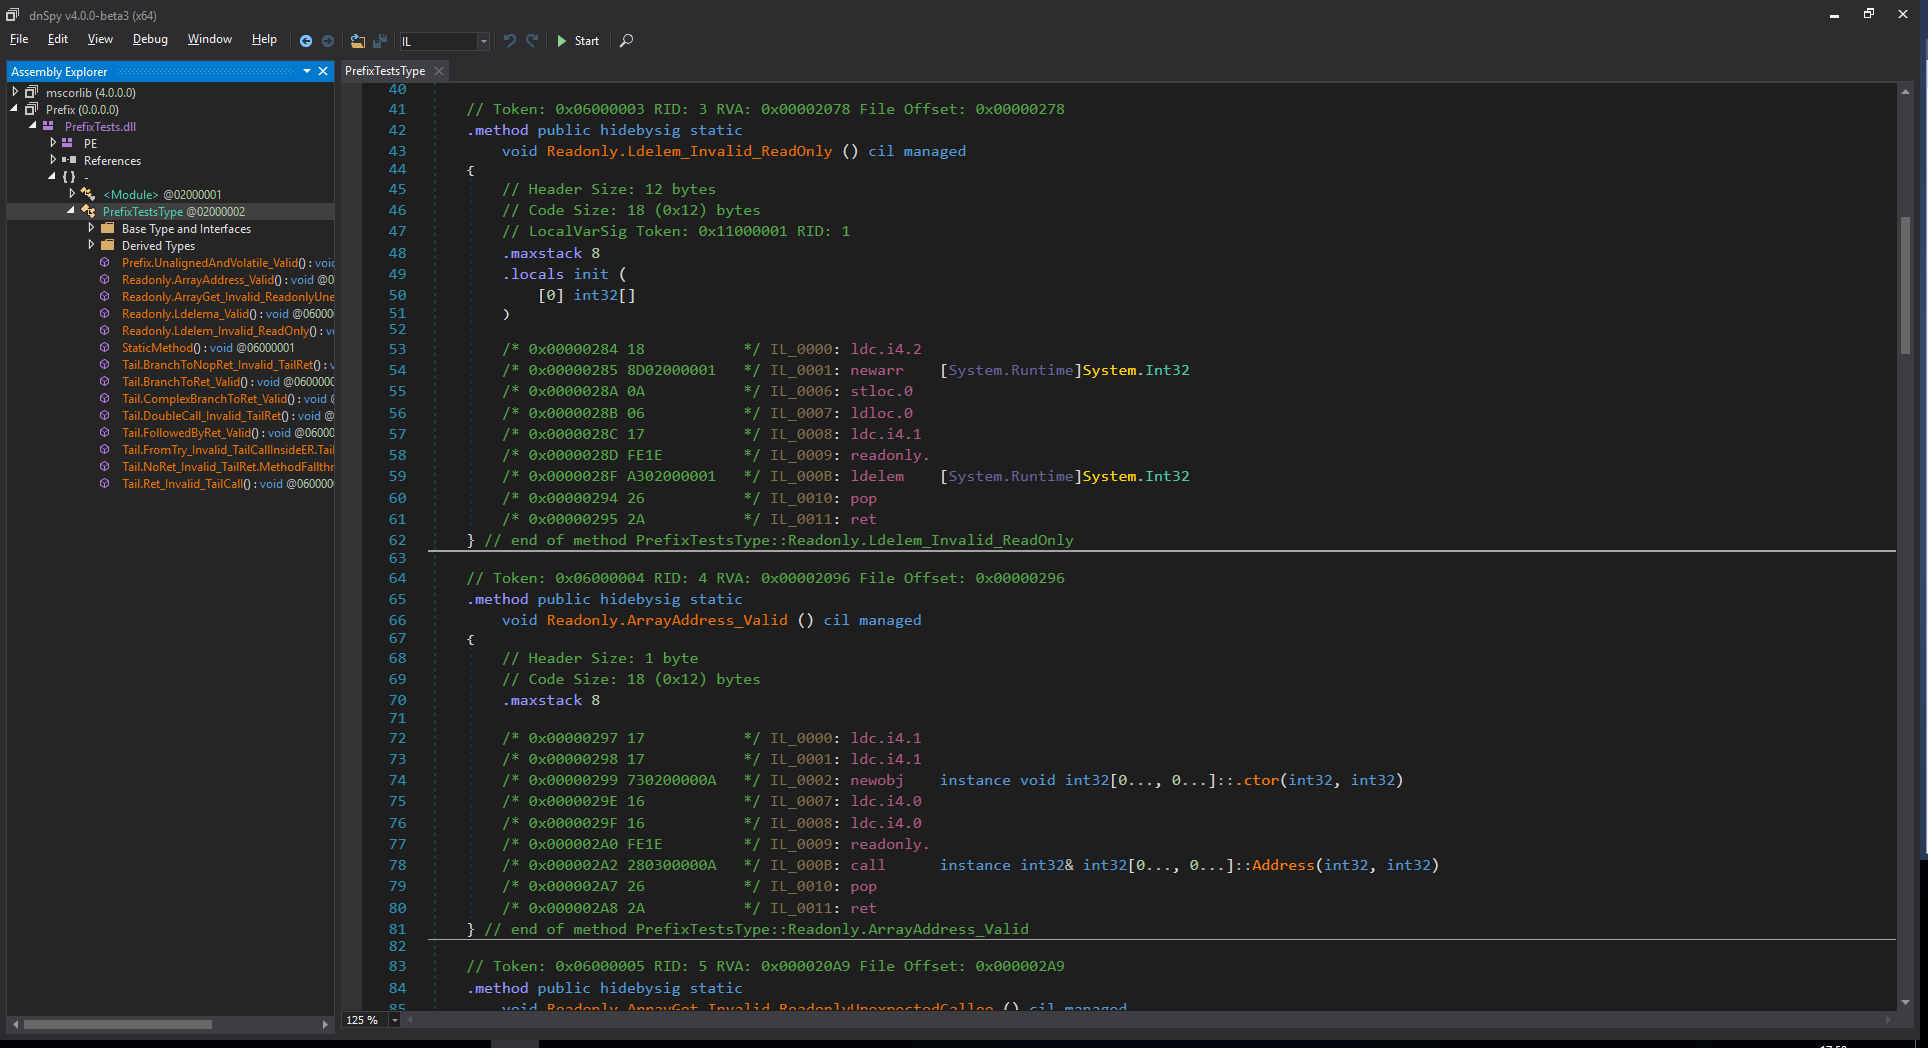 dnSpy v4.0.0-beta3 (x64)
File Edit View Debug Window Help IL Start
Assembly Explorer
mscorlib (4.0.0.0)
Prefix (0.0.0.0)
PrefixTests.dll
PE
References
{ } -
<Module> @02000001
PrefixTestsType @02000002
Base Type and Interfaces
Derived Types
Prefix.UnalignedAndVolatile_Valid() : void
Readonly.ArrayAddress_Valid() : void @0
Readonly.ArrayGet_Invalid_ReadonlyUne
Readonly.Ldelema_Valid() : void @06000
Readonly.Ldelem_Invalid_ReadOnly() : v
StaticMethod() : void @06000001
Tail.BranchToNopRet_Invalid_TailRet() : v
Tail.BranchToRet_Valid() : void @060000
Tail.ComplexBranchToRet_Valid() : void @
Tail.DoubleCall_Invalid_TailRet() : void @
Tail.FollowedByRet_Valid() : void @06000
Tail.FromTry_Invalid_TailCallInsideER.Tail
Tail.NoRet_Invalid_TailRet.MethodFallthr
Tail.Ret_Invalid_TailCall() : void @060000
PrefixTestsType
40
41 // Token: 0x06000003 RID: 3 RVA: 0x00002078 File Offset: 0x00000278
42 .method public hidebysig static
43 void Readonly.Ldelem_Invalid_ReadOnly () cil managed
44 {
45 // Header Size: 12 bytes
46 // Code Size: 18 (0x12) bytes
47 // LocalVarSig Token: 0x11000001 RID: 1
48 .maxstack 8
49 .locals init (
50 [0] int32[]
51 )
52
53 /* 0x00000284 18 */ IL_0000: ldc.i4.2
54 /* 0x00000285 8D02000001 */ IL_0001: newarr [System.Runtime]System.Int32
55 /* 0x0000028A 0A */ IL_0006: stloc.0
56 /* 0x0000028B 06 */ IL_0007: ldloc.0
57 /* 0x0000028C 17 */ IL_0008: ldc.i4.1
58 /* 0x0000028D FE1E */ IL_0009: readonly.
59 /* 0x0000028F A302000001 */ IL_000B: ldelem [System.Runtime]System.Int32
60 /* 0x00000294 26 */ IL_0010: pop
61 /* 0x00000295 2A */ IL_0011: ret
62 } // end of method PrefixTestsType::Readonly.Ldelem_Invalid_ReadOnly
63
64 // Token: 0x06000004 RID: 4 RVA: 0x00002096 File Offset: 0x00000296
65 .method public hidebysig static
66 void Readonly.ArrayAddress_Valid () cil managed
67 {
68 // Header Size: 1 byte
69 // Code Size: 18 (0x12) bytes
70 .maxstack 8
71
72 /* 0x00000297 17 */ IL_0000: ldc.i4.1
73 /* 0x00000298 17 */ IL_0001: ldc.i4.1
74 /* 0x00000299 730200000A */ IL_0002: newobj instance void int32[0..., 0...]::.ctor(int32, int32)
75 /* 0x0000029E 16 */ IL_0007: ldc.i4.0
76 /* 0x0000029F 16 */ IL_0008: ldc.i4.0
77 /* 0x000002A0 FE1E */ IL_0009: readonly.
78 /* 0x000002A2 280300000A */ IL_000B: call instance int32& int32[0..., 0...]::Address(int32, int32)
79 /* 0x000002A7 26 */ IL_0010: pop
80 /* 0x000002A8 2A */ IL_0011: ret
81 } // end of method PrefixTestsType::Readonly.ArrayAddress_Valid
82
83 // Token: 0x06000005 RID: 5 RVA: 0x000020A9 File Offset: 0x000002A9
84 .method public hidebysig static
85 void Readonly.ArrayGet_Invalid_ReadonlyUnexpectedCallee () cil managed
125 %